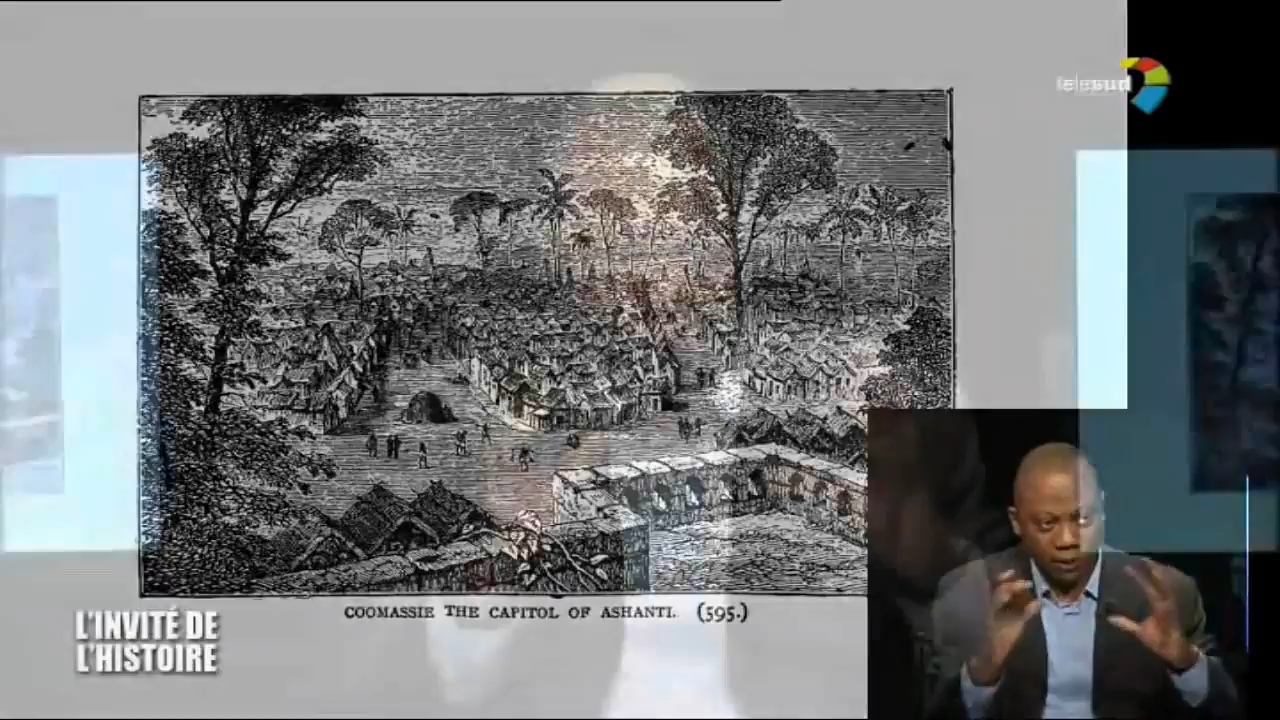 telesud
COOMASSIE THE CAPITOL OF ASHANTI. (595.)
L'INVITÉ DE
L'HISTOIRE